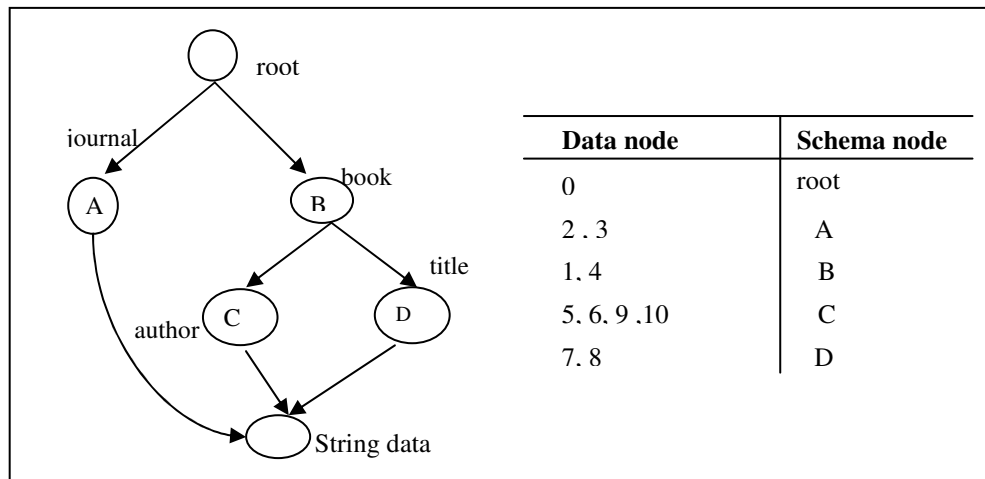 root
journal
book
A
B
title
author
C
D
String data
Data node Schema node
0 root
2 , 3 A
1, 4 B
5, 6, 9 ,10 C
7, 8 D